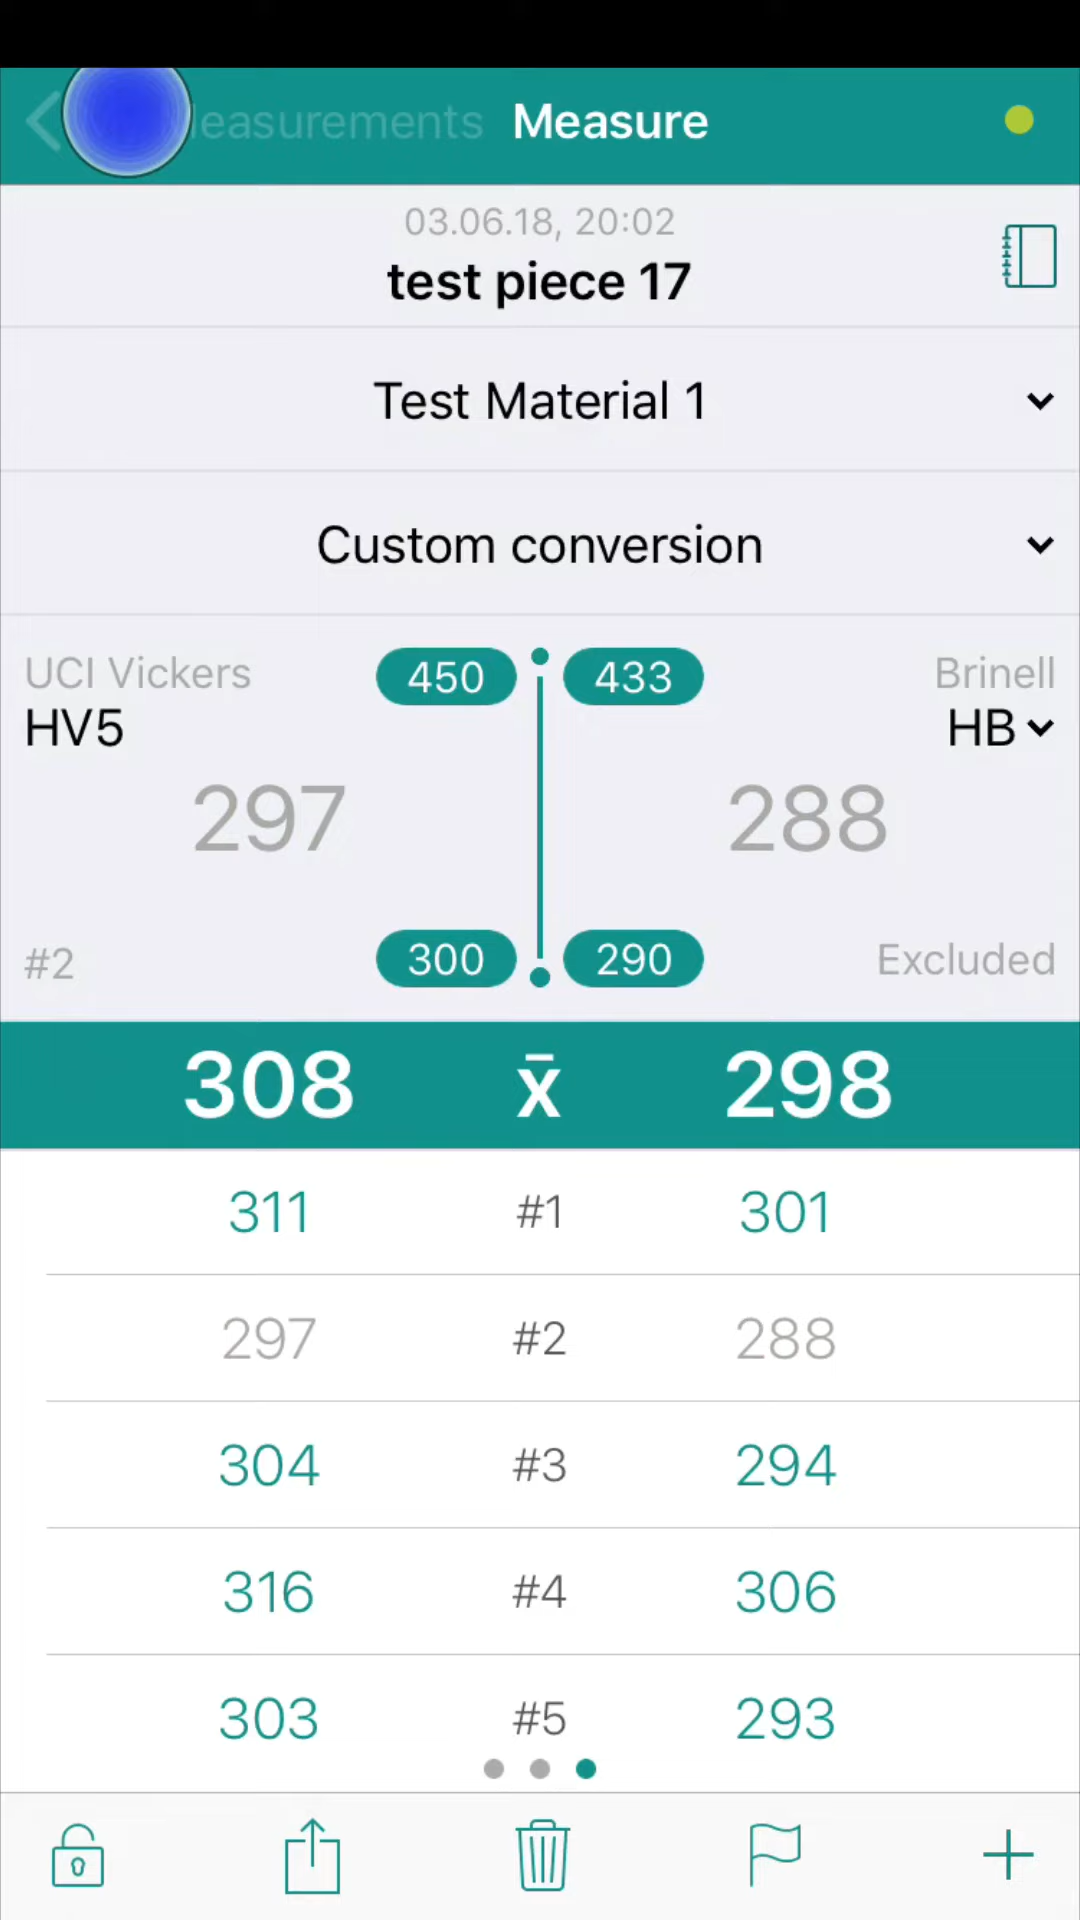 easurements Measure
03.06.18, 20:02
test piece 17
Test Material 1
Custom conversion
UCI Vickers 450 433 Brinell
HV5 HB
297 288
#2 300 290 Excluded
308 x̄ 298
311 #1 301
297 #2 288
304 #3 294
316 #4 306
303 #5 293